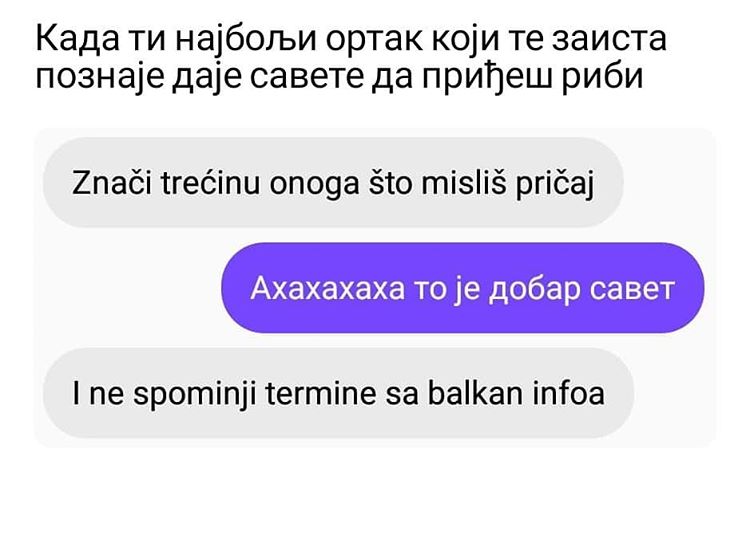 Када ти најбољи ортак који те заиста
познаје даје савете да приђеш риби
Znači trećinu onoga što misliš pričaj
Ахахахаха то је добар савет
I ne spominji termine sa balkan infoa